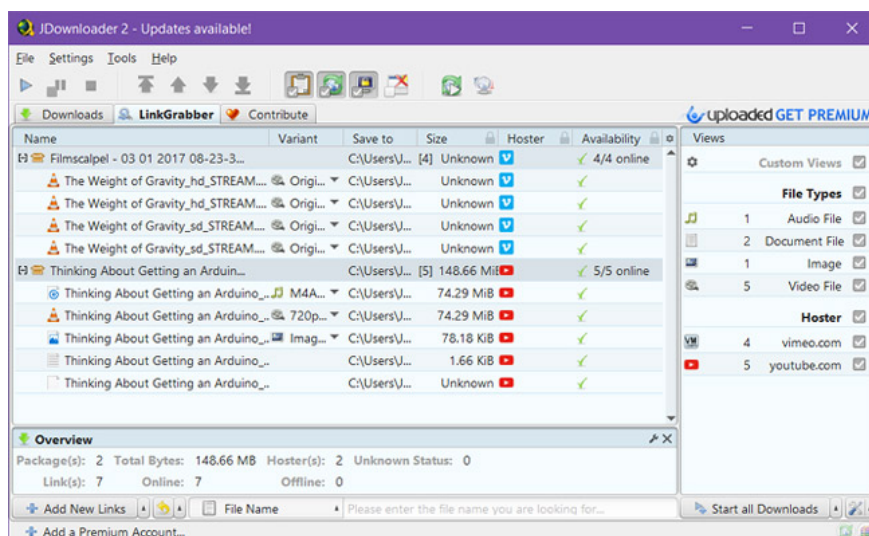 JDownloader 2 - Updates available!
File Settings Tools Help
Downloads LinkGrabber Contribute
uploaded GET PREMIUM
Name Variant Save to Size Hoster Availability
Filmscalpel - 03 01 2017 08-23-3... C:\Users\J... [4] Unknown 4/4 online
The Weight of Gravity_hd_STREAM.... Origi... C:\Users\J... Unknown
The Weight of Gravity_hd_STREAM.... Origi... C:\Users\J... Unknown
The Weight of Gravity_sd_STREAM.... Origi... C:\Users\J... Unknown
The Weight of Gravity_sd_STREAM.... Origi... C:\Users\J... Unknown
Thinking About Getting an Arduin... C:\Users\J... [5] 148.66 MiB 5/5 online
Thinking About Getting an Arduino_... M4A... C:\Users\J... 74.29 MiB
Thinking About Getting an Arduino_... 720p... C:\Users\J... 74.29 MiB
Thinking About Getting an Arduino_... Imag... C:\Users\J... 78.18 KiB
Thinking About Getting an Arduino_... C:\Users\J... 1.66 KiB
Thinking About Getting an Arduino_... C:\Users\J... Unknown
Views
Custom Views
File Types
1 Audio File
2 Document File
1 Image
5 Video File
Hoster
VM 4 vimeo.com
5 youtube.com
Overview
Package(s): 2 Total Bytes: 148.66 MB Hoster(s): 2 Unknown Status: 0
Link(s): 7 Online: 7 Offline: 0
Add New Links File Name Please enter the file name you are looking for... Start all Downloads
Add a Premium Account...